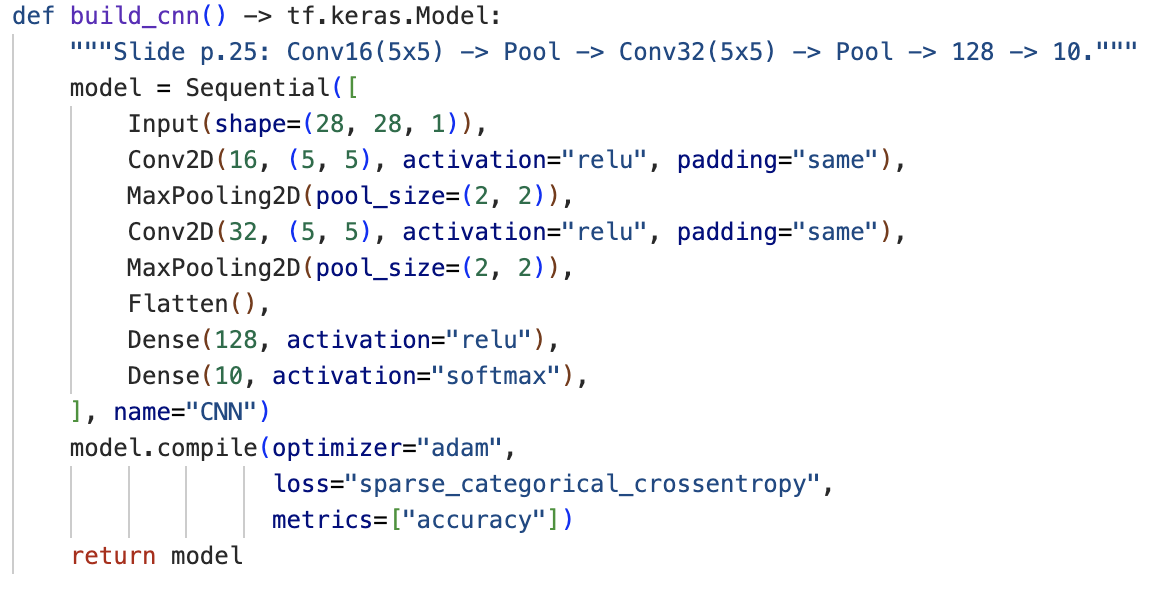 def build_cnn() -> tf.keras.Model:
    """Slide p.25: Conv16(5x5) -> Pool -> Conv32(5x5) -> Pool -> 128 -> 10."""
    model = Sequential([
        Input(shape=(28, 28, 1)),
        Conv2D(16, (5, 5), activation="relu", padding="same"),
        MaxPooling2D(pool_size=(2, 2)),
        Conv2D(32, (5, 5), activation="relu", padding="same"),
        MaxPooling2D(pool_size=(2, 2)),
        Flatten(),
        Dense(128, activation="relu"),
        Dense(10, activation="softmax"),
    ], name="CNN")
    model.compile(optimizer="adam",
                  loss="sparse_categorical_crossentropy",
                  metrics=["accuracy"])
    return model